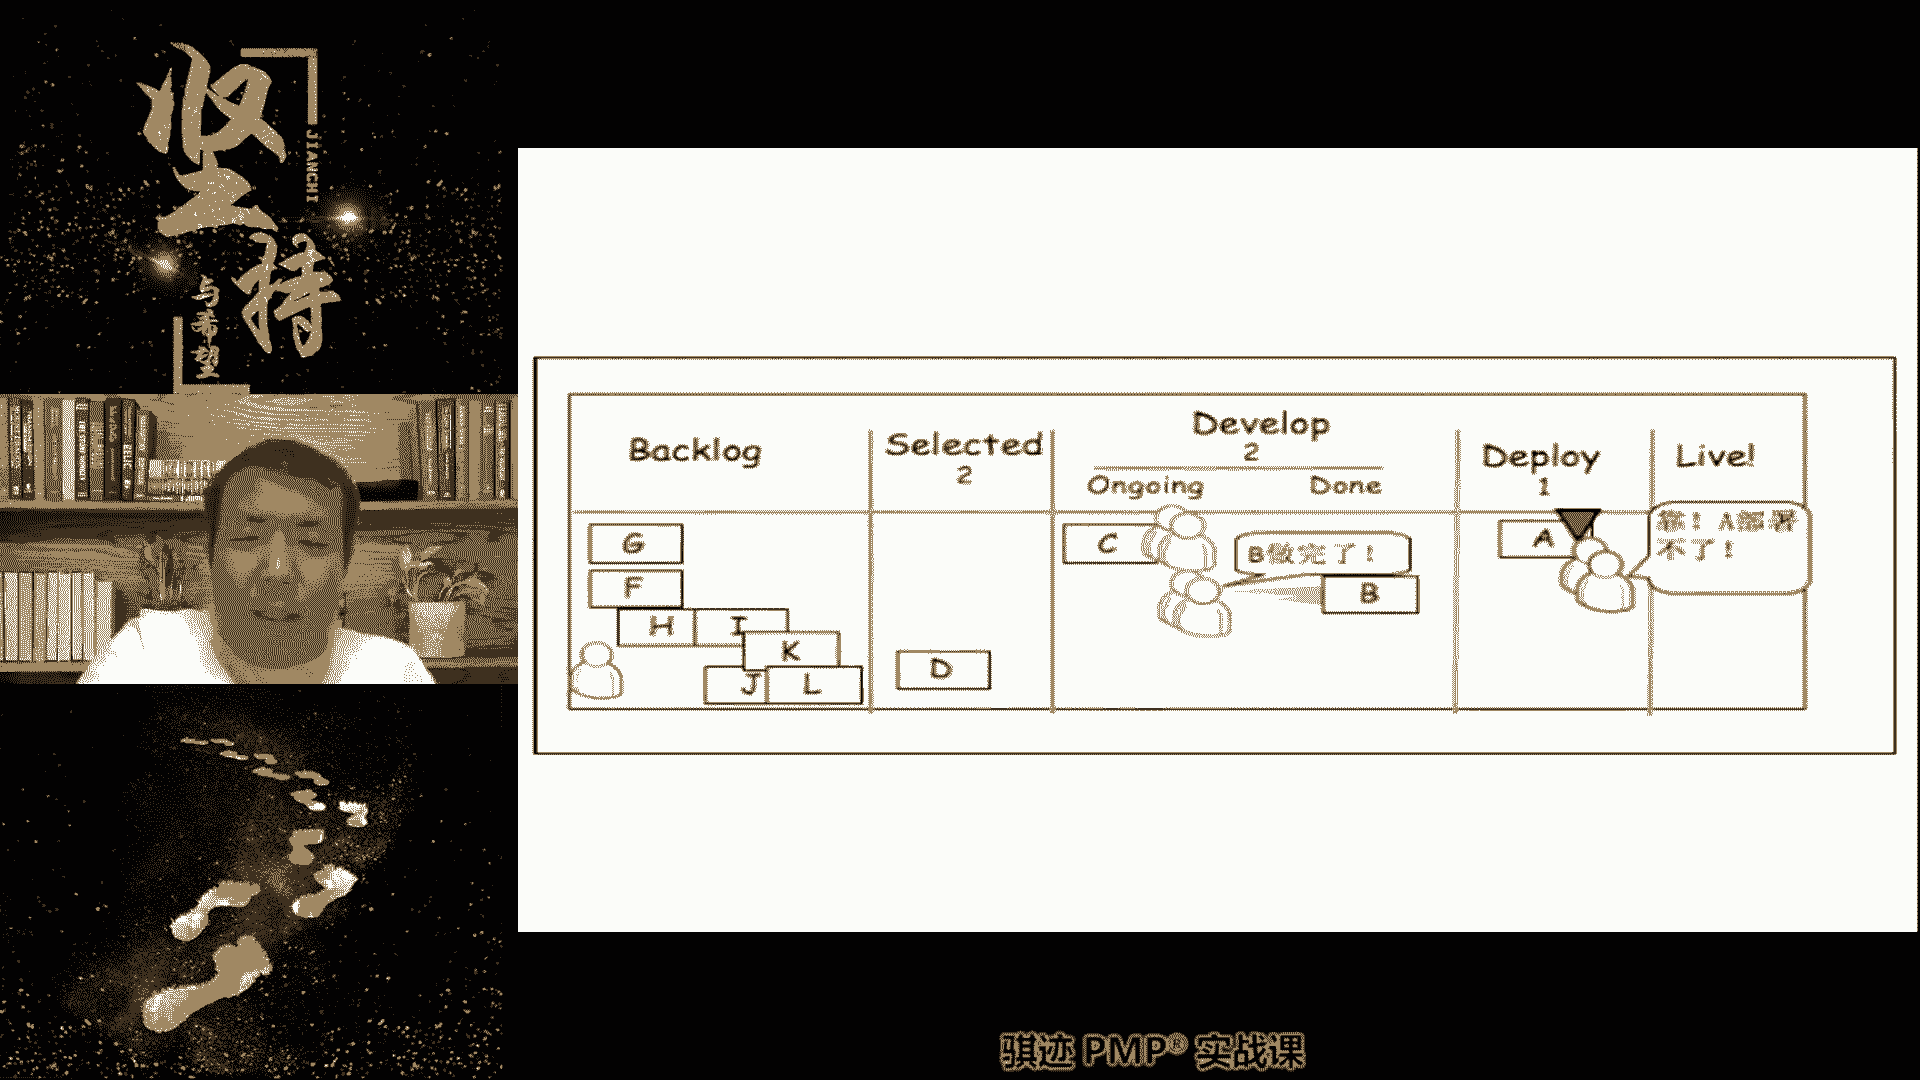 坚持
JIANCHI
与希望
Backlog
Selected
2
Develop
2
Ongoing
Done
Deploy
1
Live!
G
F
H
I
K
J
L
D
C
B做完了!
B
A
靠! A部署
不了!
骐迹 PMP® 实战课